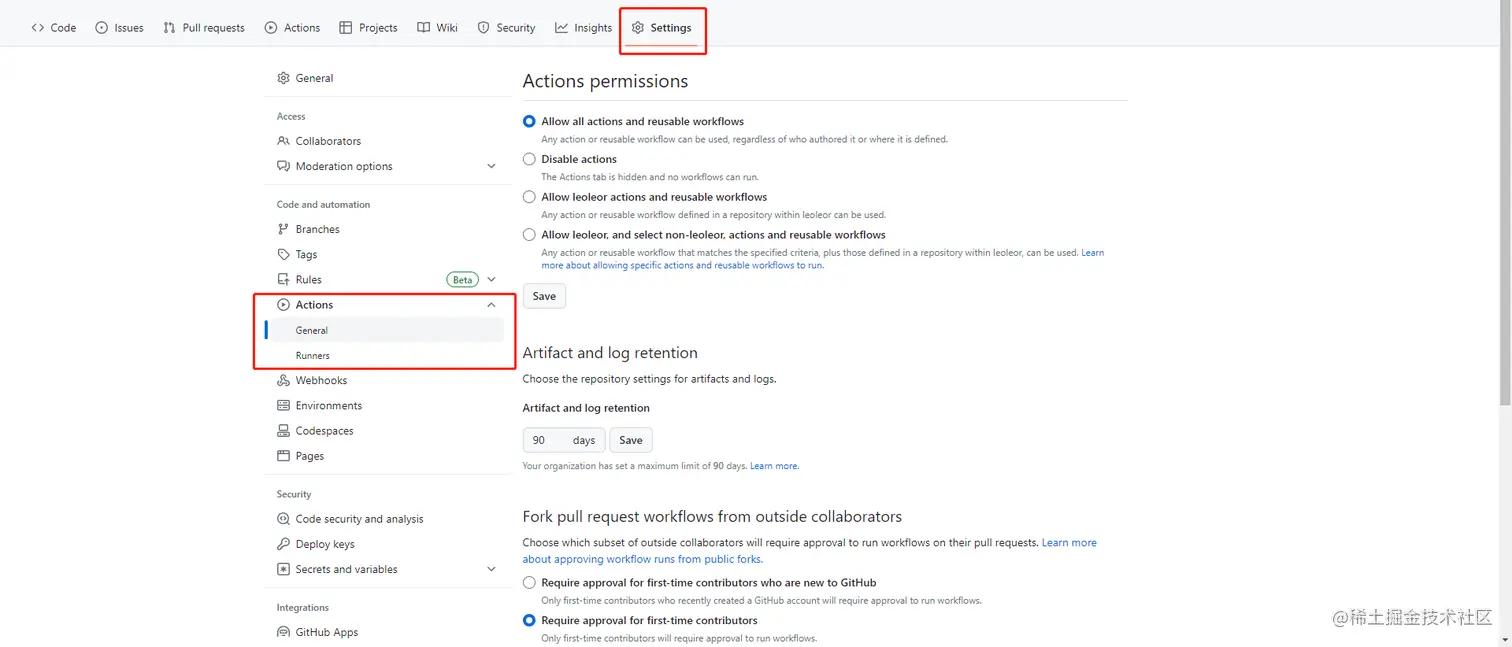 Code Issues Pull requests Actions Projects Wiki Security Insights Settings
General
Access
Collaborators
Moderation options
Code and automation
Branches
Tags
Rules Beta
Actions
General
Runners
Webhooks
Environments
Codespaces
Pages
Security
Code security and analysis
Deploy keys
Secrets and variables
Integrations
GitHub Apps
Actions permissions
Allow all actions and reusable workflows
Any action or reusable workflow can be used, regardless of who authored it or where it is defined.
Disable actions
The Actions tab is hidden and no workflows can run.
Allow leoleor actions and reusable workflows
Any action or reusable workflow defined in a repository within leoleor can be used.
Allow leoleor, and select non-leoleor, actions and reusable workflows
Any action or reusable workflow that matches the specified criteria, plus those defined in a repository within leoleor, can be used. Learn
more about allowing specific actions and reusable workflows to run.
Save
Artifact and log retention
Choose the repository settings for artifacts and logs.
Artifact and log retention
90 days Save
Your organization has set a maximum limit of 90 days. Learn more.
Fork pull request workflows from outside collaborators
Choose which subset of outside collaborators will require approval to run workflows on their pull requests. Learn more
about approving workflow runs from public forks.
Require approval for first-time contributors who are new to GitHub
Only first-time contributors who recently created a GitHub account will require approval to run workflows.
Require approval for first-time contributors
Only first-time contributors will require approval to run workflows.
@稀土掘金技术社区